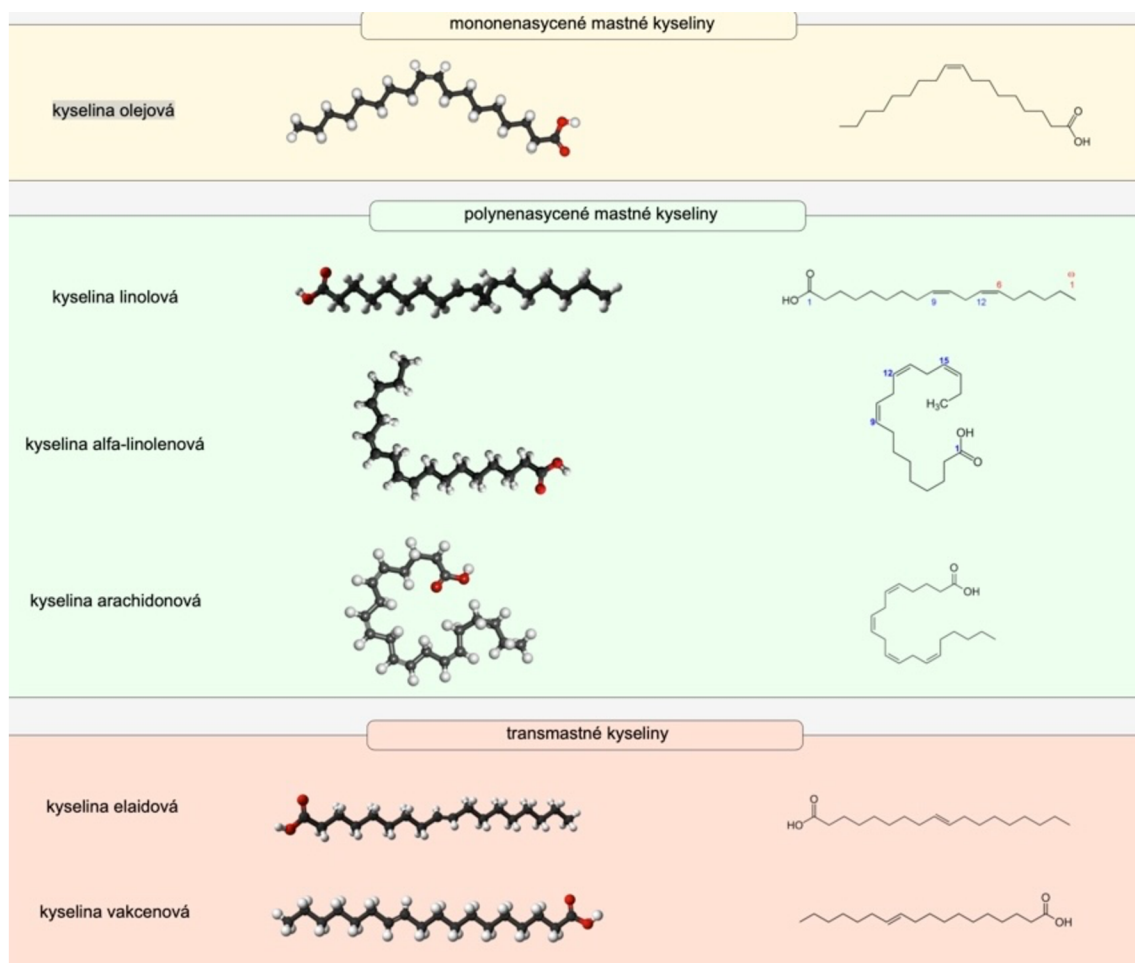 mononenasycené mastné kyseliny
kyselina olejová
O
OH
polynenasycené mastné kyseliny
kyselina linolová
O
HO
1
9
12
6
ω
1
kyselina alfa-linolenová
12
15
H₃C
9
OH
1
O
kyselina arachidonová
O
OH
transmastné kyseliny
kyselina elaidová
O
HO
kyselina vakcenová
O
OH